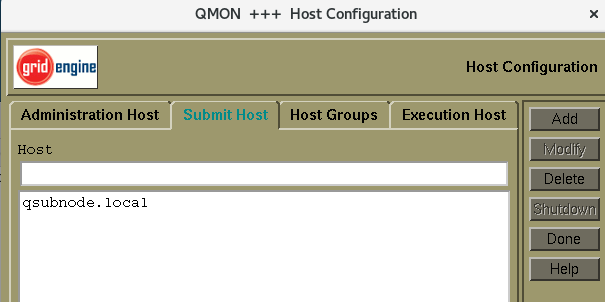 QMON +++ Host Configuration
grid engine
Host Configuration
Administration Host Submit Host Host Groups Execution Host
Add
Host
Modify
Delete
qsubnode.local
Shutdown
Done
Help